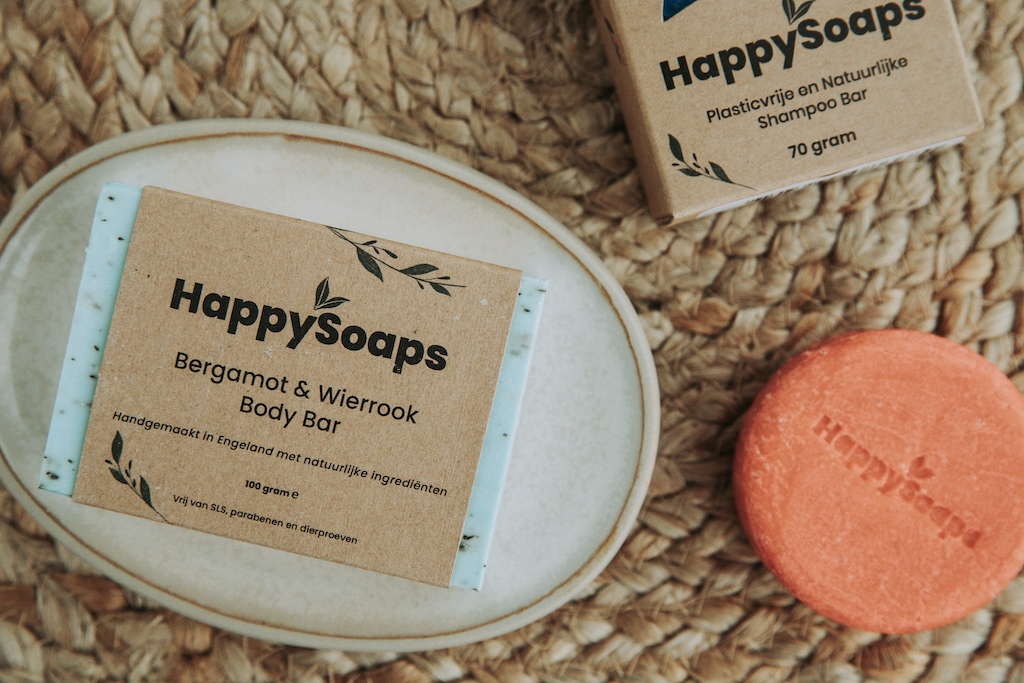 HappySoaps
Plasticvrije en Natuurlijke
Shampoo Bar
70 gram
HappySoaps
Bergamot & Wierrook
Body Bar
Handgemaakt in Engeland met natuurlijke ingrediënten
100 gram ℮
Vrij van SLS, parabenen en dierproeven
HappySoaps